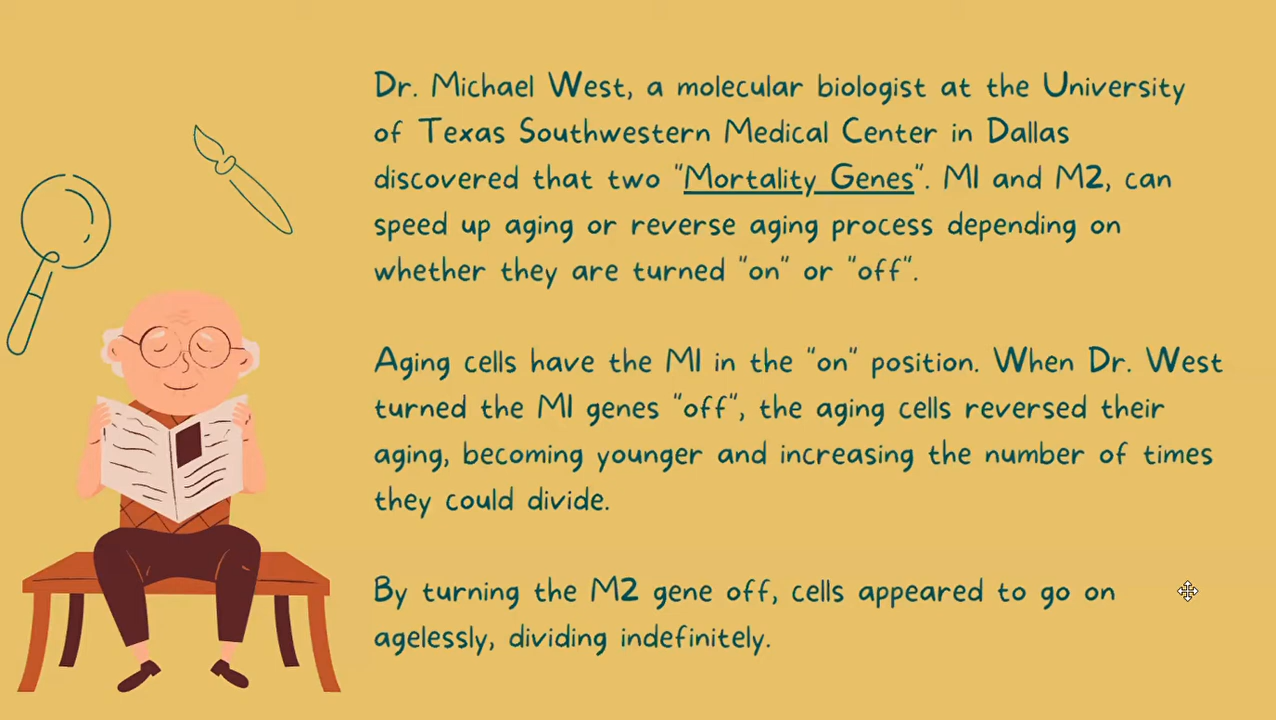 Dr. Michael West, a molecular biologist at the University
of Texas Southwestern Medical Center in Dallas
discovered that two "Mortality Genes". M1 and M2, can
speed up aging or reverse aging process depending on
whether they are turned "on" or "off".
Aging cells have the M1 in the "on" position. When Dr. West
turned the M1 genes "off", the aging cells reversed their
aging, becoming younger and increasing the number of times
they could divide.
By turning the M2 gene off, cells appeared to go on
agelessly, dividing indefinitely.